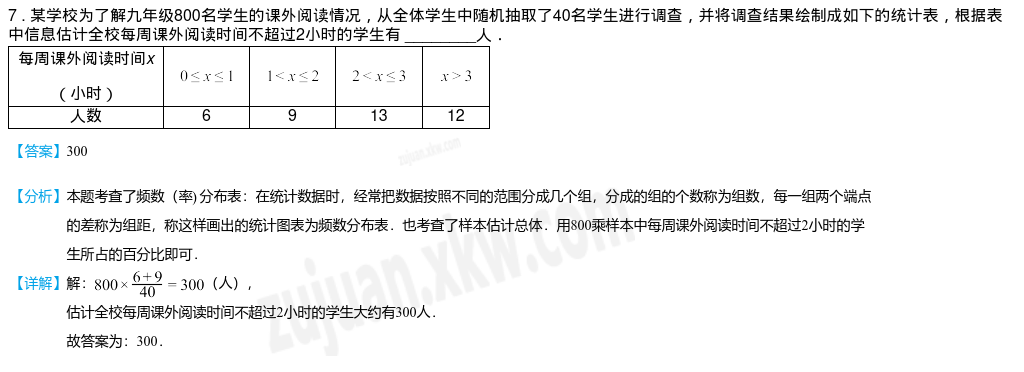 7．某学校为了解九年级800名学生的课外阅读情况，从全体学生中随机抽取了40名学生进行调查，并将调查结果绘制成如下的统计表，根据表
中信息估计全校每周课外阅读时间不超过2小时的学生有 ________人．
每周课外阅读时间x（小时） 0≤x≤1 1<x≤2 2<x≤3 x>3
人数 6 9 13 12
【答案】300
【分析】本题考查了频数（率）分布表：在统计数据时，经常把数据按照不同的范围分成几个组，分成的组的个数称为组数，每一组两个端点
的差称为组距，称这样画出的统计图表为频数分布表．也考查了样本估计总体．用800乘样本中每周课外阅读时间不超过2小时的学
生所占的百分比即可．
【详解】解：800×(6+9)/40=300（人），
估计全校每周课外阅读时间不超过2小时的学生大约有300人．
故答案为：300．
zujuan.xkw.com
zujuan.xkw.com